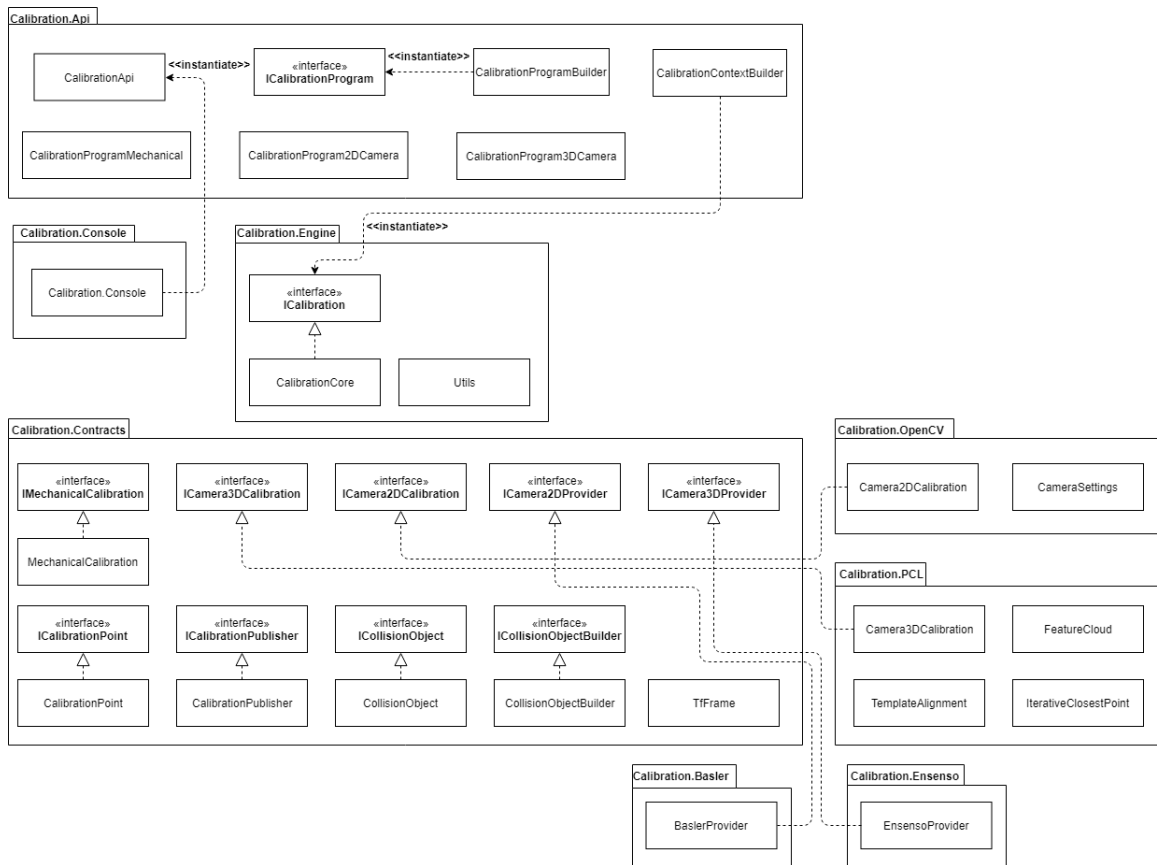 Calibration.Api
CalibrationApi
<<instantiate>>
«interface»
ICalibrationProgram
<<instantiate>>
CalibrationProgramBuilder
CalibrationContextBuilder
CalibrationProgramMechanical
CalibrationProgram2DCamera
CalibrationProgram3DCamera
Calibration.Console
Calibration.Console
<<instantiate>>
Calibration.Engine
«interface»
ICalibration
CalibrationCore
Utils
Calibration.Contracts
«interface»
IMechanicalCalibration
«interface»
ICamera3DCalibration
«interface»
ICamera2DCalibration
«interface»
ICamera2DProvider
«interface»
ICamera3DProvider
MechanicalCalibration
«interface»
ICalibrationPoint
«interface»
ICalibrationPublisher
«interface»
ICollisionObject
«interface»
ICollisionObjectBuilder
CalibrationPoint
CalibrationPublisher
CollisionObject
CollisionObjectBuilder
TfFrame
Calibration.OpenCV
Camera2DCalibration
CameraSettings
Calibration.PCL
Camera3DCalibration
FeatureCloud
TemplateAlignment
IterativeClosestPoint
Calibration.Basler
BaslerProvider
Calibration.Ensenso
EnsensoProvider